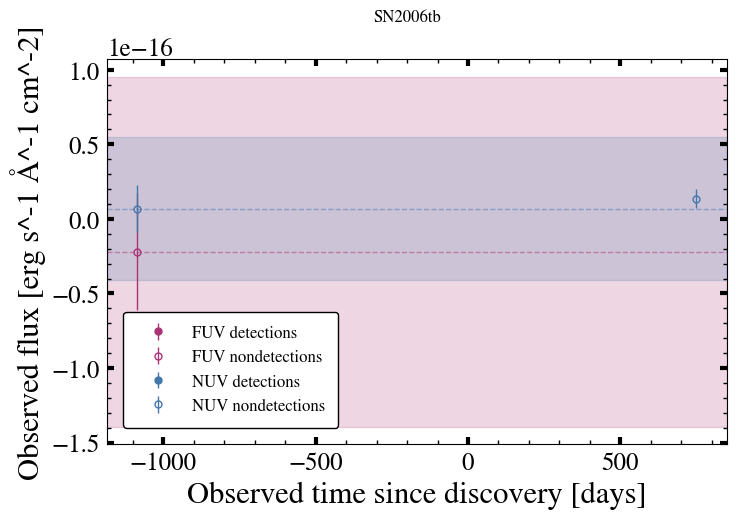 SN2006tb
1e−16
1.0
0.5
0.0
−0.5
−1.0
−1.5
Observed flux [erg s^-1 Å^-1 cm^-2]
FUV detections
FUV nondetections
NUV detections
NUV nondetections
−1000
−500
0
500
Observed time since discovery [days]